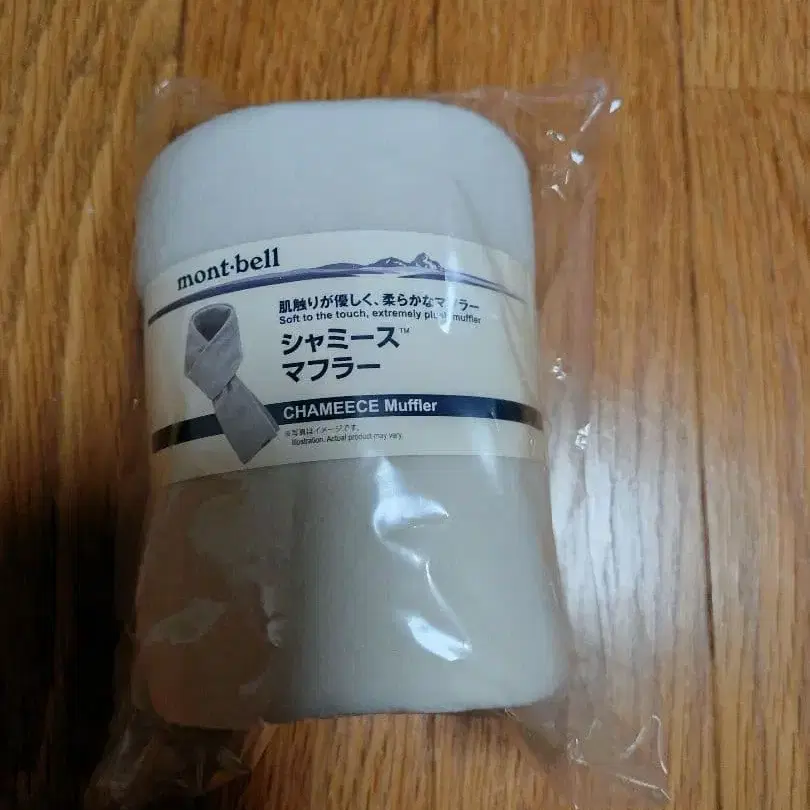 mont·bell
肌触りが優しく、柔らかなマフラー
Soft to the touch, extremely plush muffler
シャミース™
マフラー
CHAMEECE Muffler
※写真はイメージです。
Illustration. Actual product may vary.